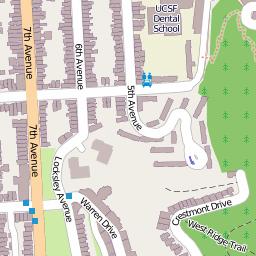 UCSF
Dental
School
7th Avenue
6th Avenue
5th Avenue
7th Avenue
Locksley Avenue
Warren Drive
Crestmont Drive
West Ridge Trail